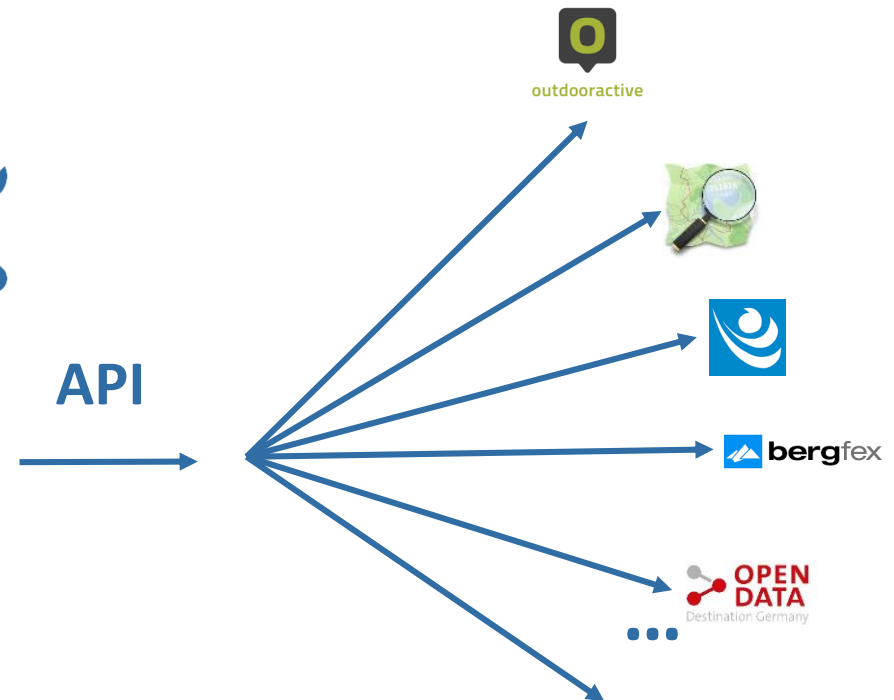 O
outdooractive
API
bergfex
OPEN
DATA
Destination Germany
...